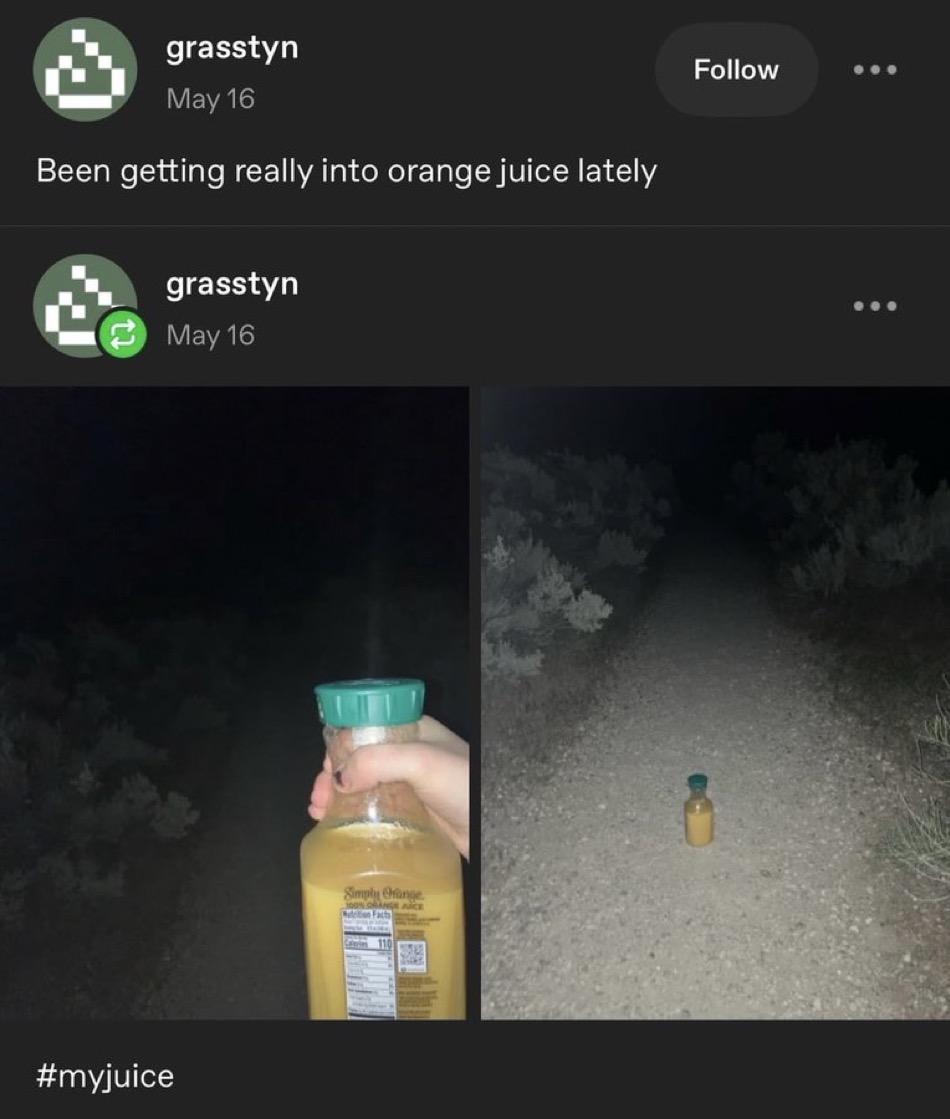 grasstyn
May 16
Follow
Been getting really into orange juice lately
grasstyn
May 16
Simply Orange
100% ORANGE JUICE
Nutrition Facts
Calories 110
#myjuice